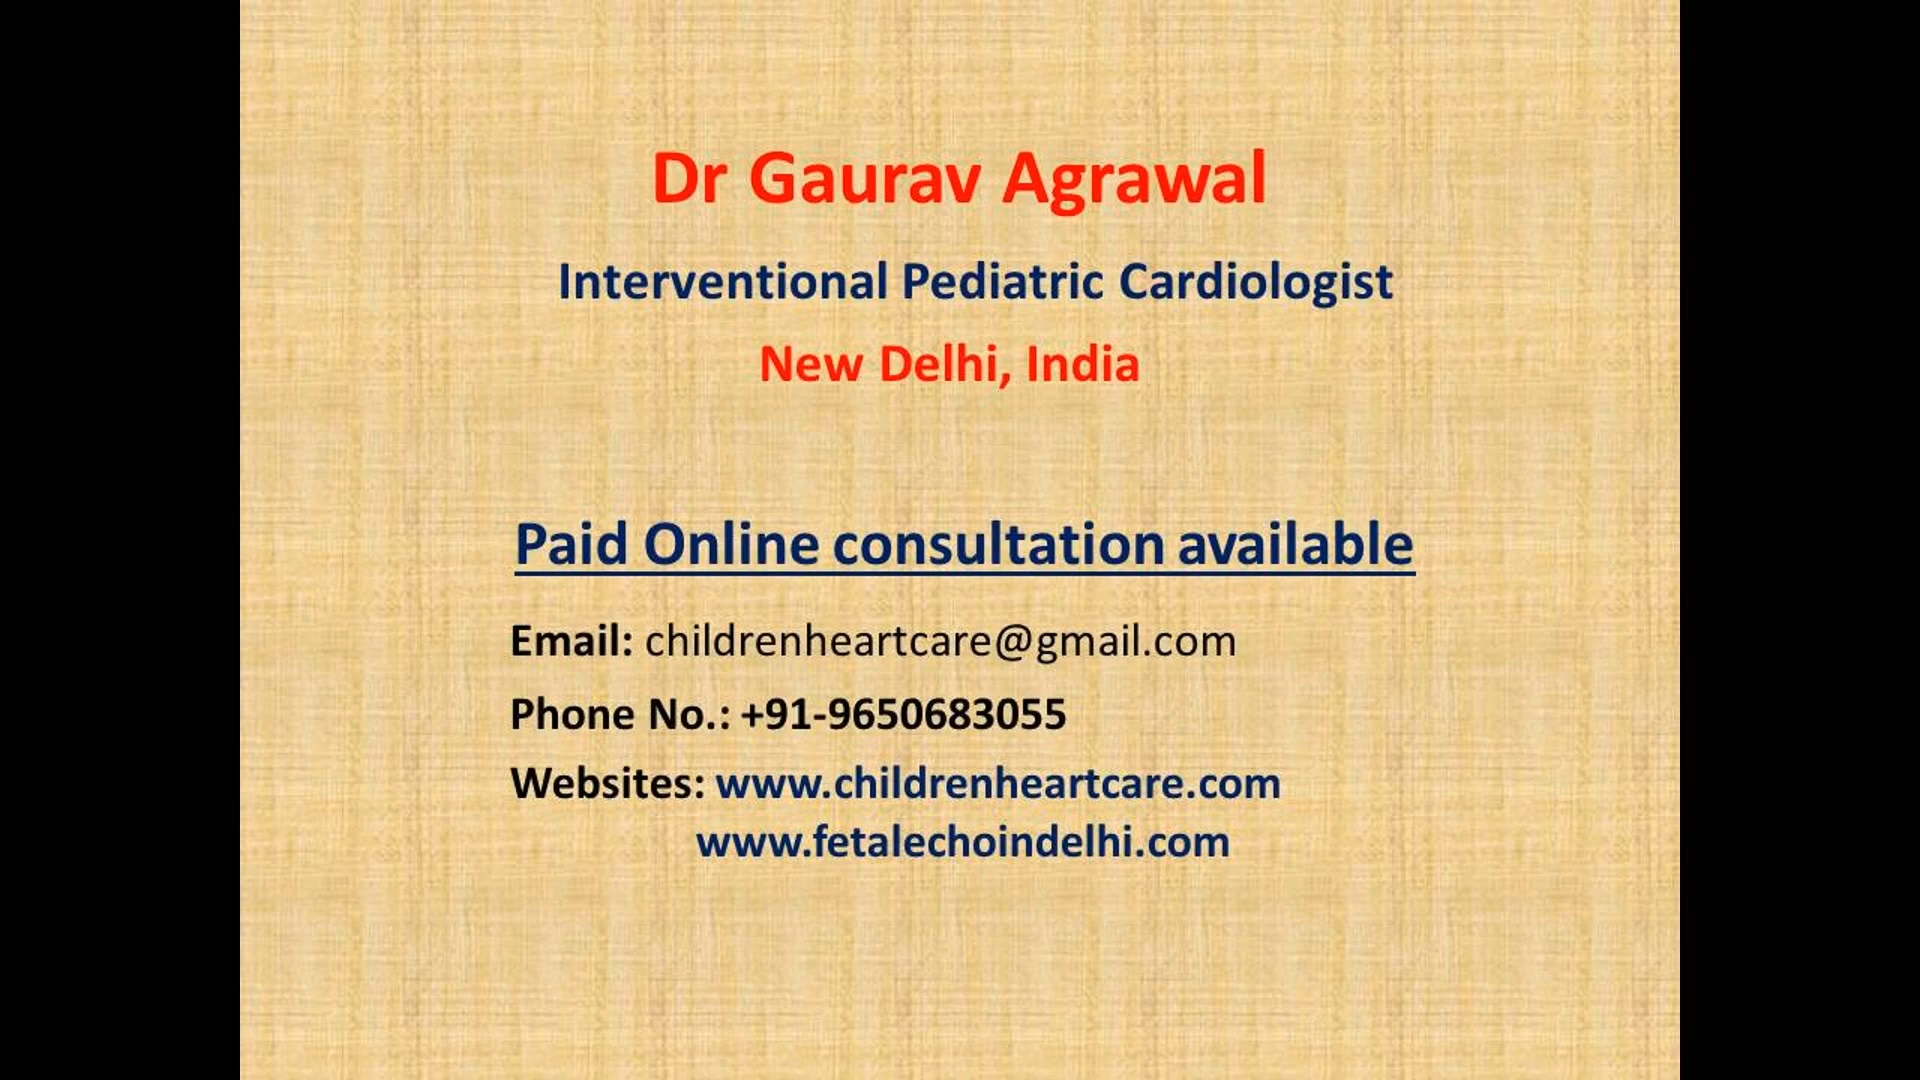 Dr Gaurav Agrawal
Interventional Pediatric Cardiologist
New Delhi, India
Paid Online consultation available
Email: childrenheartcare@gmail.com
Phone No.: +91-9650683055
Websites: www.childrenheartcare.com
www.fetalechoindelhi.com